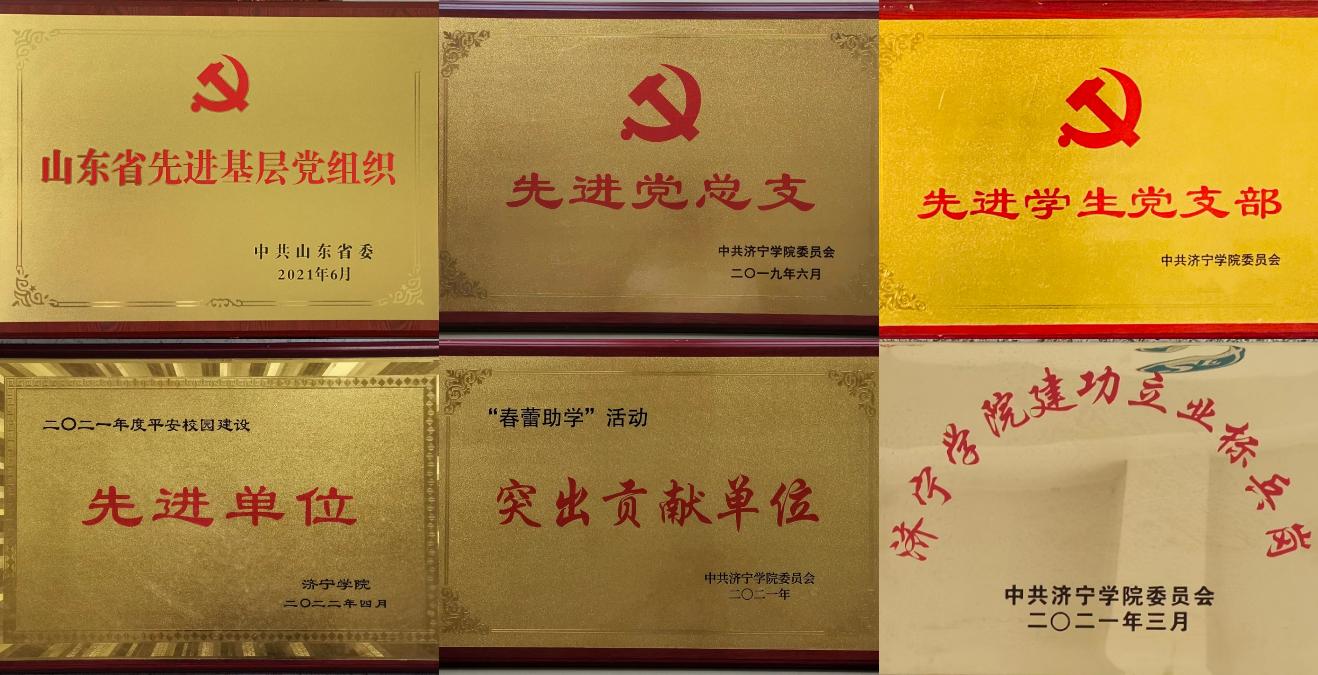 山东省先进基层党组织
中共山东省委
2021年6月
先进党总支
中共济宁学院委员会
二〇一九年六月
先进学生党支部
中共济宁学院委员会
二〇二一年度平安校园建设
先进单位
济宁学院
二〇二二年四月
“春蕾助学”活动
突出贡献单位
中共济宁学院委员会
二〇二一年
济宁学院建功立业标兵岗
中共济宁学院委员会
二〇二一年三月